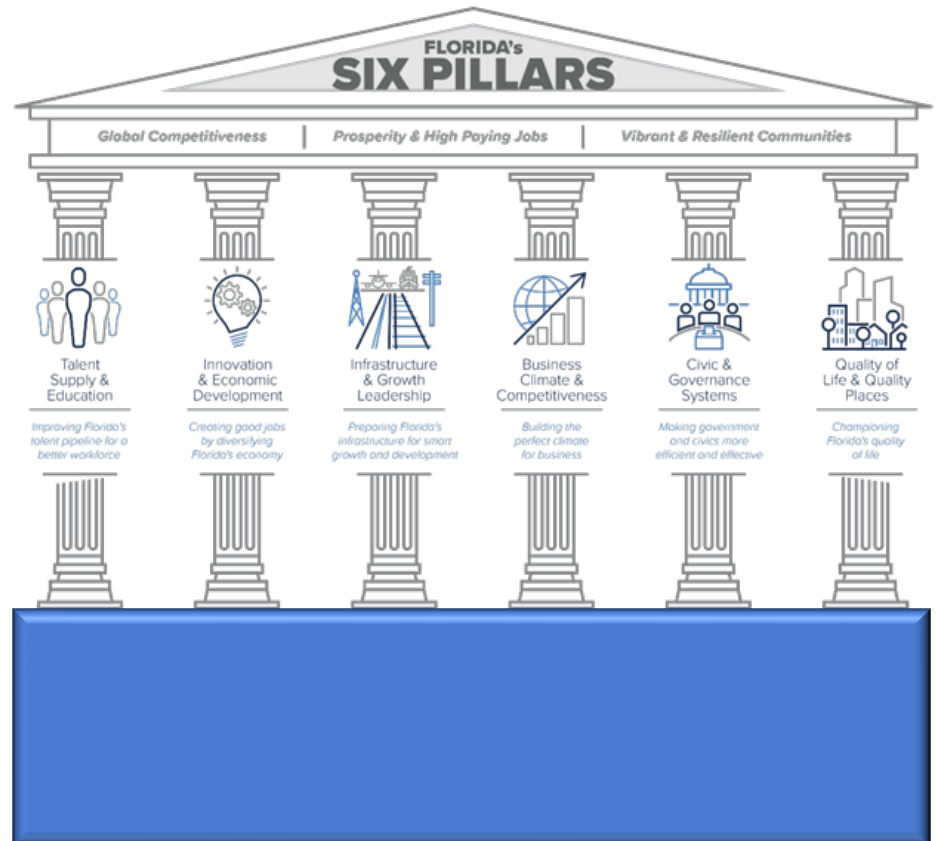 FLORIDA's
SIX PILLARS
Global Competitiveness | Prosperity & High Paying Jobs | Vibrant & Resilient Communities
Talent
Supply &
Education
Improving Florida's
talent pipeline for a
better workforce
Innovation
& Economic
Development
Creating good jobs
by diversifying
Florida's economy
Infrastructure
& Growth
Leadership
Preparing Florida's
infrastructure for smart
growth and development
Business
Climate &
Competitiveness
Building the
perfect climate
for business
Civic &
Governance
Systems
Making government
and civics more
efficient and effective
Quality of
Life & Quality
Places
Championing
Florida's quality
of life